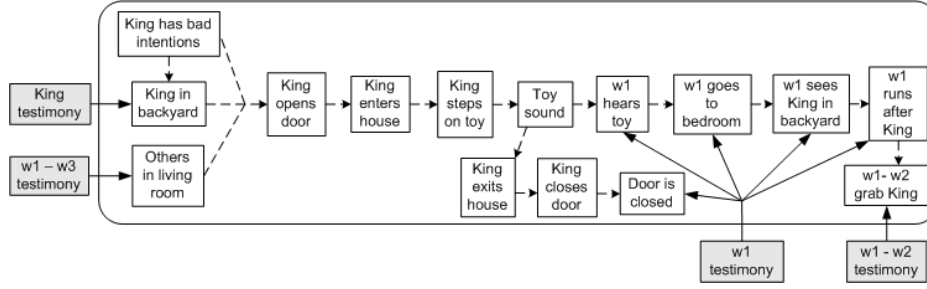 King has bad
intentions
King
testimony
King in
backyard
King
opens
door
King
enters
house
King
steps
on toy
Toy
sound
w1
hears
toy
w1 goes
to
bedroom
w1 sees
King in
backyard
w1
runs
after
King
w1 – w3
testimony
Others
in living
room
King
exits
house
King
closes
door
Door is
closed
w1- w2
grab King
w1
testimony
w1 - w2
testimony